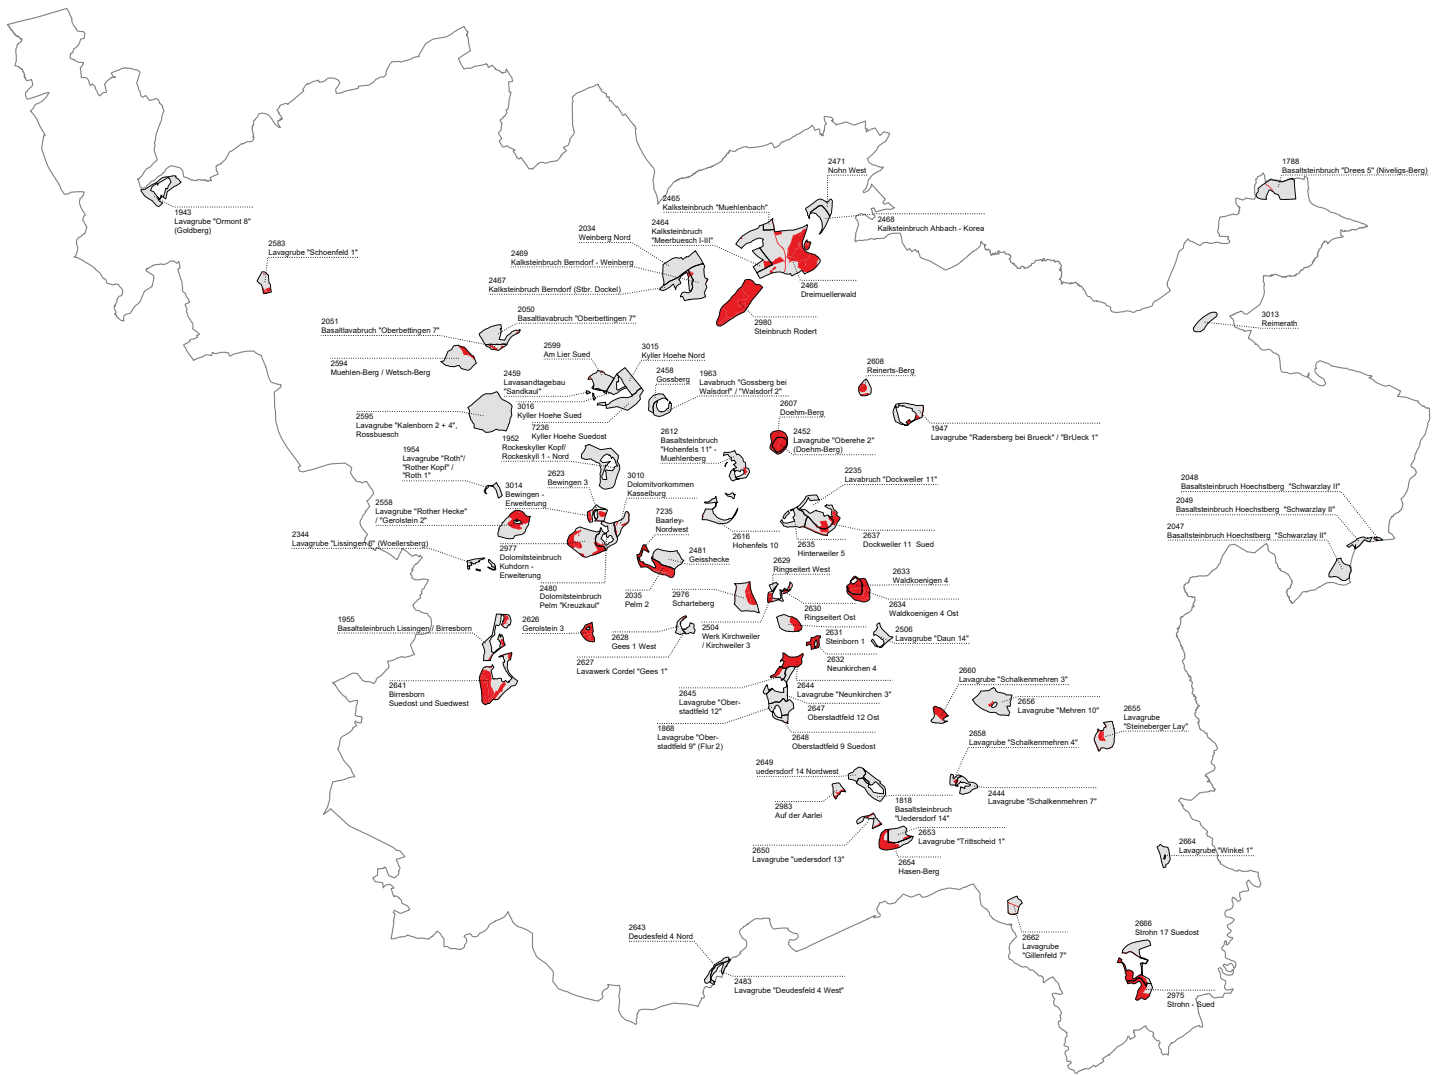 1788
Basaltsteinbruch "Drees 5" (Niveligs-Berg)
2471
Nohn West
2465
Kalksteinbruch "Muehlenbach"
2464
Kalksteinbruch
"Meerbuesch I-III"
2468
Kalksteinbruch Ahbach - Korea
1943
Lavagrube "Ormont 8"
(Goldberg)
2034
Weinberg Nord
2583
Lavagrube "Schoenfeld 1"
2469
Kalksteinbruch Berndorf - Weinberg
2467
Kalksteinbruch Berndorf (Stbr. Dockel)
2466
Dreimuellerwald
2050
Basaltlavabruch "Oberbettingen 7"
2051
Basaltlavabruch "Oberbettingen 7"
2980
Steinbruch Rodert
3013
Reimerath
2594
Muehlen-Berg / Wetsch-Berg
2599
Am Lier Sued
3015
Kyller Hoehe Nord
2459
Lavasandtagebau
"Sandkaul"
2458
Gossberg
1963
Lavabruch "Gossberg bei
Walsdorf" / "Walsdorf 2"
2608
Reinerts-Berg
3016
Kyller Hoehe Sued
7236
Kyller Hoehe Suedost
2595
Lavagrube "Kalenborn 2 + 4",
Rossbuesch
2607
Doehm-Berg
2452
Lavagrube "Oberehe 2"
(Doehm-Berg)
1947
Lavagrube "Radersberg bei Brueck" / "BrUeck 1"
1952
Rockeskyller Kopf/
Rockeskyll 1 - Nord
2612
Basaltsteinbruch
"Hohenfels 11" -
Muehlenberg
1954
Lavagrube "Roth"/
"Rother Kopf" /
"Roth 1"
2623
Bewingen 3
3010
Dolomitvorkommen
Kasselburg
2235
Lavabruch "Dockweiler 11"
2048
Basaltsteinbruch Hoechstberg  "Schwarzlay II"
3014
Bewingen -
Erweiterung
2558
Lavagrube "Rother Hecke"
/ "Gerolstein 2"
2049
Basaltsteinbruch Hoechstberg  "Schwarzlay II"
7235
Baarley-
Nordwest
2047
Basaltsteinbruch Hoechstberg  "Schwarzlay II"
2344
Lavagrube "Lissingen 6" (Woellersberg)
2616
Hohenfels 10
2635
Hinterweiler 5
2637
Dockweiler 11  Sued
2977
Dolomitsteinbruch
Kuhdorn -
Erweiterung
2481
Geisshecke
2629
Ringseitert West
2633
Waldkoenigen 4
2480
Dolomitsteinbruch
Pelm "Kreuzkaul"
2035
Pelm 2
2976
Scharteberg
2634
Waldkoenigen 4 Ost
2630
Ringseitert Ost
1955
Basaltsteinbruch Lissingen / Birresborn
2626
Gerolstein 3
2628
Gees 1 West
2504
Werk Kirchweiler
/ Kirchweiler 3
2631
Steinborn 1
2506
Lavagrube "Daun 14"
2627
Lavawerk Cordel "Gees 1"
2632
Neunkirchen 4
2641
Birresborn
Suedost und Suedwest
2645
Lavagrube "Ober-
stadtfeld 12"
2644
Lavagrube "Neunkirchen 3"
2660
Lavagrube "Schalkenmehren 3"
2647
Oberstadtfeld 12 Ost
2656
Lavagrube "Mehren 10"
2655
Lavagrube
"Steineberger Lay"
1868
Lavagrube "Ober-
stadtfeld 9" (Flur 2)
2648
Oberstadtfeld 9 Suedost
2658
Lavagrube "Schalkenmehren 4"
2649
uedersdorf 14 Nordwest
2444
Lavagrube "Schalkenmehren 7"
2983
Auf der Aarlei
1818
Basaltsteinbruch
"Uedersdorf 14"
2653
Lavagrube "Trittscheid 1"
2650
Lavagrube "uedersdorf 13"
2654
Hasen-Berg
2664
Lavagrube "Winkel 1"
2643
Deudesfeld 4 Nord
2662
Lavagrube
"Gillenfeld 7"
2666
Strohn 17 Suedost
2483
Lavagrube "Deudesfeld 4 West"
2975
Strohn - Sued